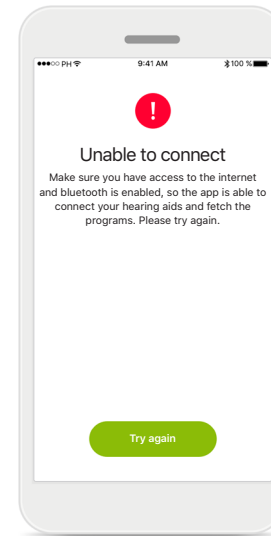 ●●●○○ PH 9:41 AM 100 %
!
Unable to connect
Make sure you have access to the internet
and bluetooth is enabled, so the app is able to
connect your hearing aids and fetch the
programs. Please try again.
Try again